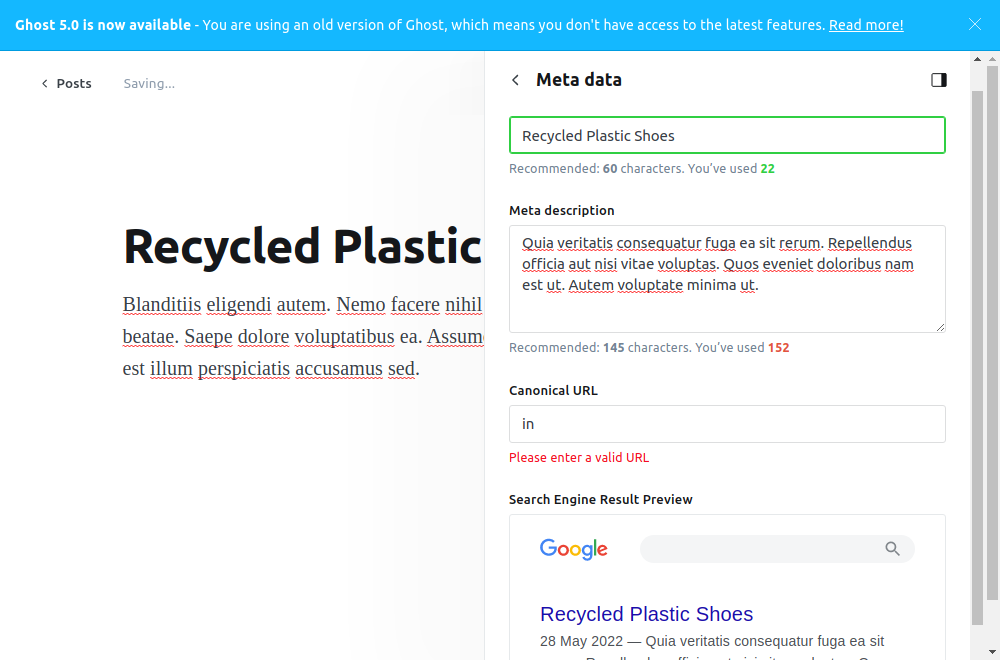 Ghost 5.0 is now available - You are using an old version of Ghost, which means you don't have access to the latest features. Read more!
Posts
Saving...
Recycled Plastic
Blanditiis eligendi autem. Nemo facere nihil
beatae. Saepe dolore voluptatibus ea. Assum
est illum perspiciatis accusamus sed.
Meta data
Recycled Plastic Shoes
Recommended: 60 characters. You've used 22
Meta description
Quia veritatis consequatur fuga ea sit rerum. Repellendus
officia aut nisi vitae voluptas. Quos eveniet doloribus nam
est ut. Autem voluptate minima ut.
Recommended: 145 characters. You've used 152
Canonical URL
in
Please enter a valid URL
Search Engine Result Preview
Google
Recycled Plastic Shoes
28 May 2022 — Quia veritatis consequatur fuga ea sit